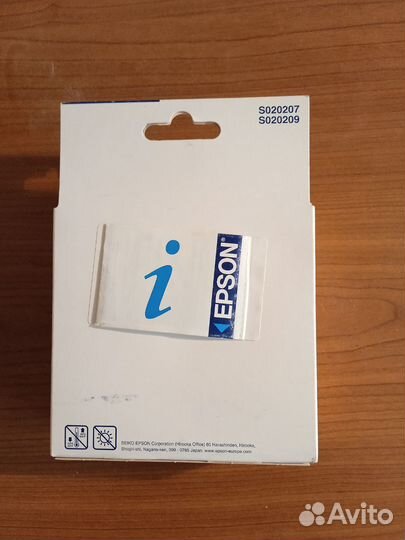 S020207
S020209
i
EPSON®
SEIKO EPSON Corporation (Hirooka Office) 80 Harashinden, Hirooka,
Shiojiri-shi, Nagano-ken, 399 - 0785 Japan www.epson-europe.com
Avito